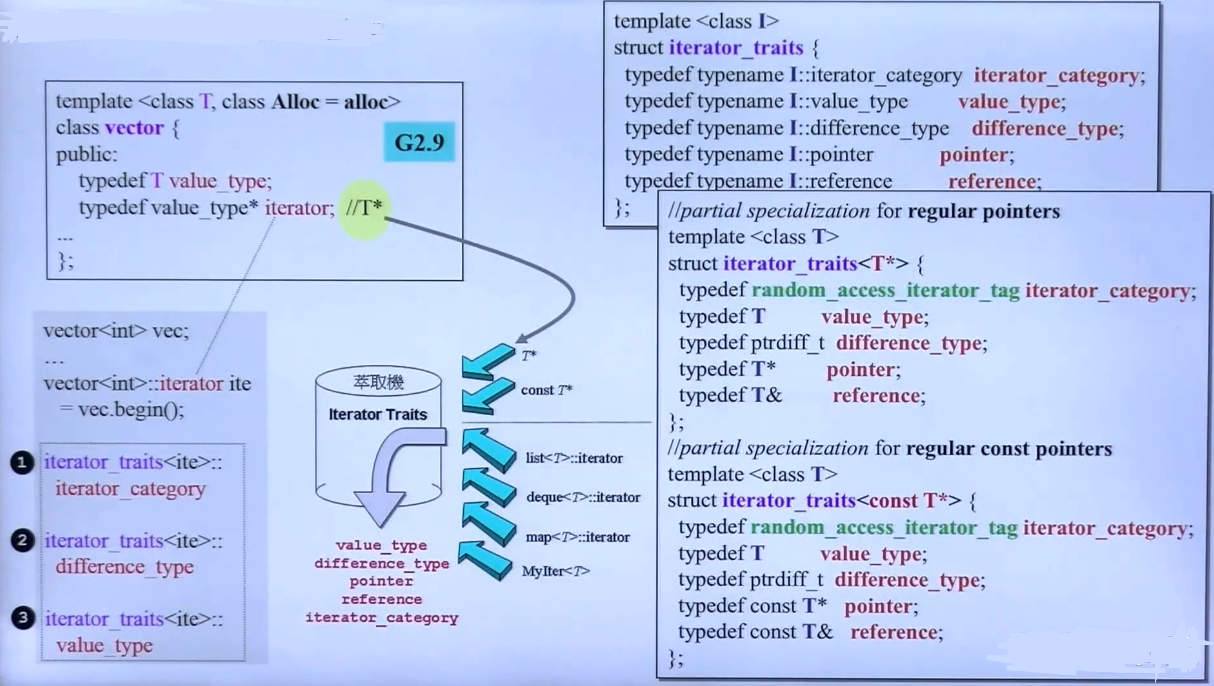 template <class T, class Alloc = alloc>
class vector {
public:
typedef T value_type;
typedef value_type* iterator; //T*
...
};
G2.9
vector<int> vec;
...
vector<int>::iterator ite
= vec.begin();
1 iterator_traits<ite>::
iterator_category
2 iterator_traits<ite>::
difference_type
3 iterator_traits<ite>::
value_type
萃取機
Iterator Traits
value_type
difference_type
pointer
reference
iterator_category
T*
const T*
list<T>::iterator
deque<T>::iterator
map<T>::iterator
MyIter<T>
template <class I>
struct iterator_traits {
typedef typename I::iterator_category iterator_category;
typedef typename I::value_type value_type;
typedef typename I::difference_type difference_type;
typedef typename I::pointer pointer;
typedef typename I::reference reference;
};
//partial specialization for regular pointers
template <class T>
struct iterator_traits<T*> {
typedef random_access_iterator_tag iterator_category;
typedef T value_type;
typedef ptrdiff_t difference_type;
typedef T* pointer;
typedef T& reference;
};
//partial specialization for regular const pointers
template <class T>
struct iterator_traits<const T*> {
typedef random_access_iterator_tag iterator_category;
typedef T value_type;
typedef ptrdiff_t difference_type;
typedef const T* pointer;
typedef const T& reference;
};